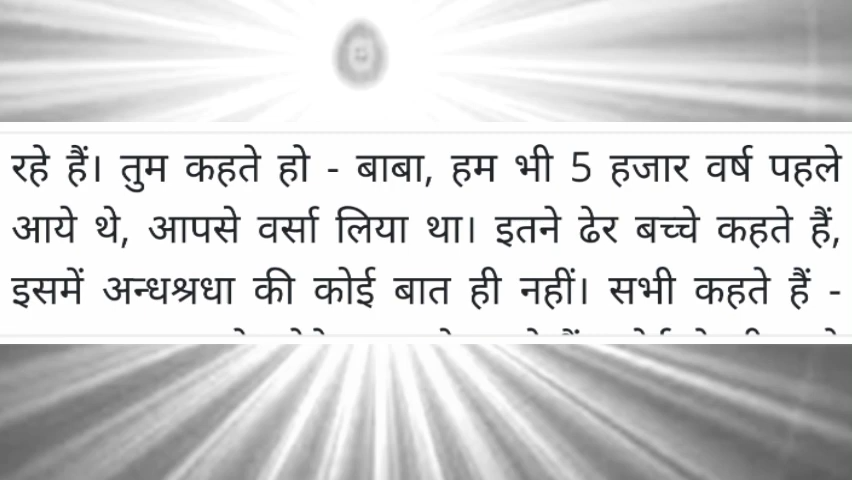 रहे हैं। तुम कहते हो - बाबा, हम भी 5 हजार वर्ष पहले
आये थे, आपसे वर्सा लिया था। इतने ढेर बच्चे कहते हैं,
इसमें अन्धश्रधा की कोई बात ही नहीं। सभी कहते हैं -